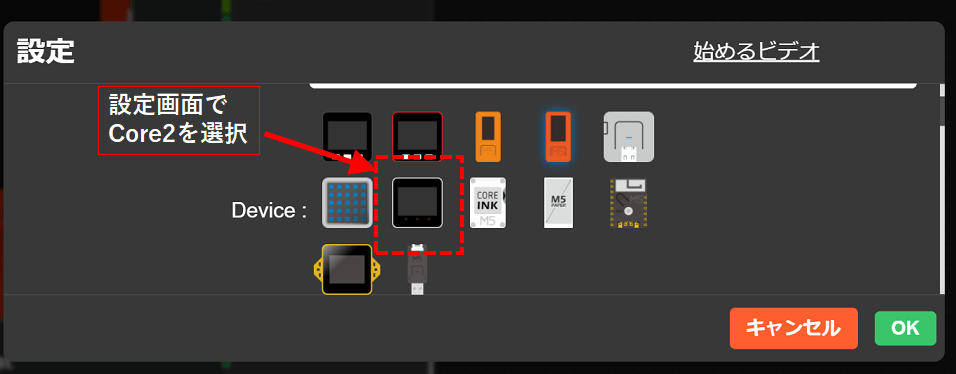 設定
始めるビデオ
設定画面で
Core2を選択
Device :
CORE
INK
M5
M5
PAPER
キャンセル
OK